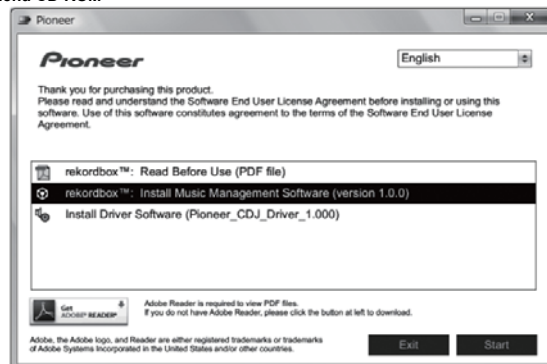 Pioneer
Pioneer
English
Thank you for purchasing this product.
Please read and understand the Software End User License Agreement before installing or using this
software. Use of this software constitutes agreement to the terms of the Software End User License
Agreement.
rekordbox™: Read Before Use (PDF file)
rekordbox™: Install Music Management Software (version 1.0.0)
Install Driver Software (Pioneer_CDJ_Driver_1.000)
Get
ADOBE® READER®
Adobe Reader is required to view PDF files.
If you do not have Adobe Reader, please click the button at left to download.
Adobe, the Adobe logo, and Reader are either registered trademarks or trademarks
of Adobe Systems Incorporated in the United States and/or other countries.
Exit
Start